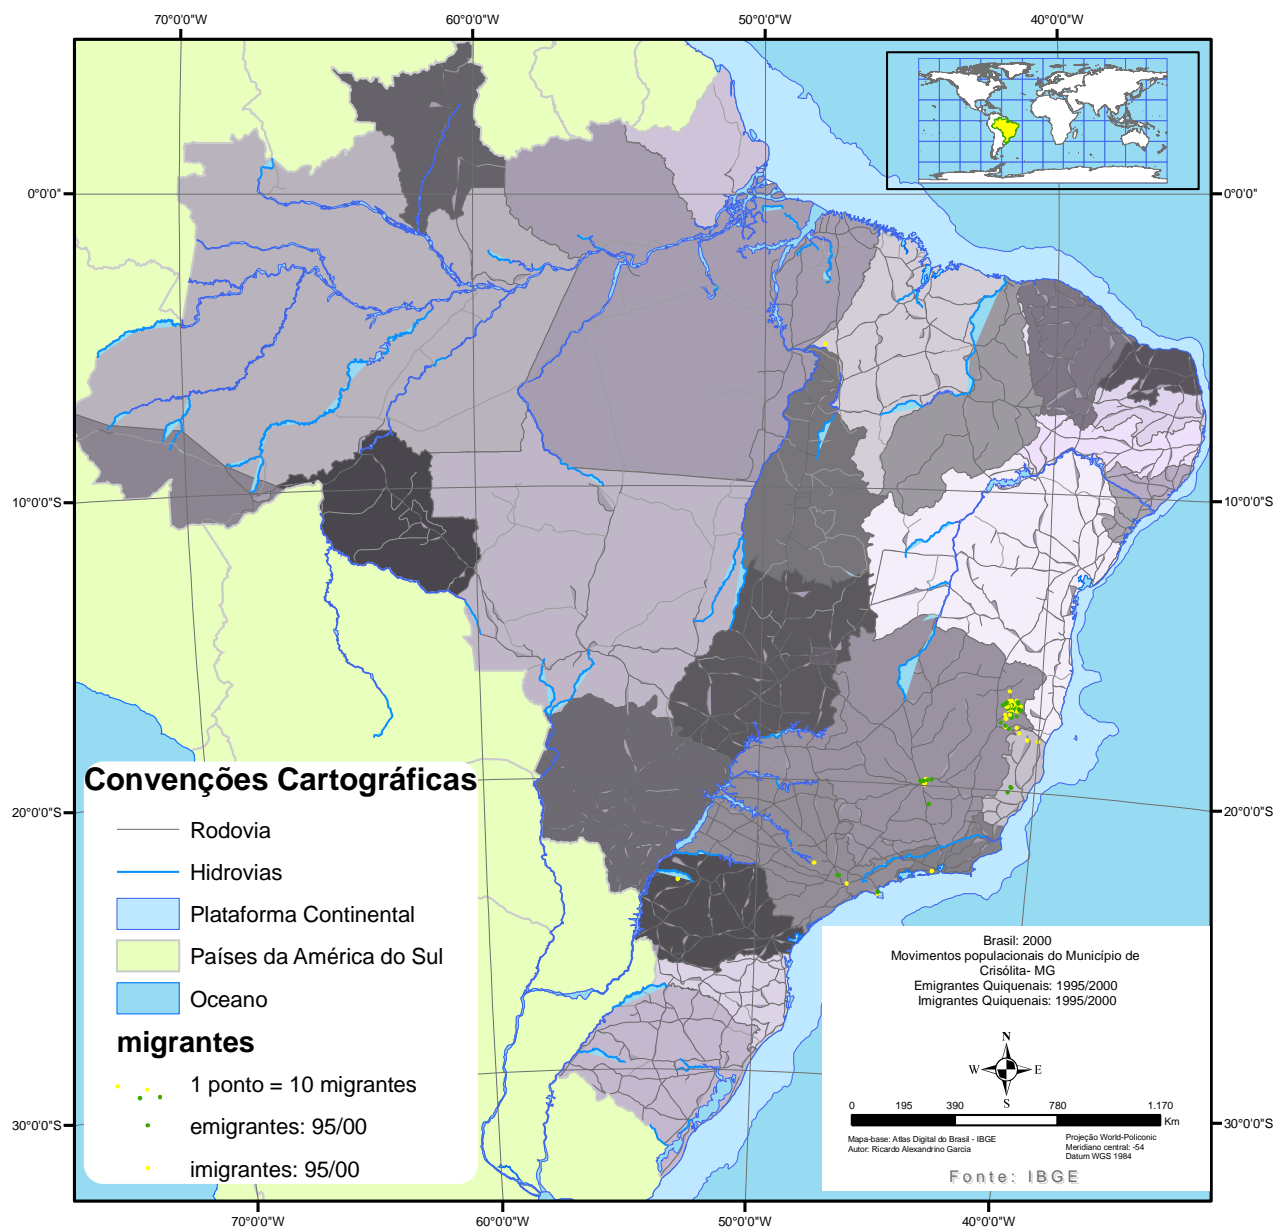 70°0'0"W 60°0'0"W 50°0'0"W 40°0'0"W
0°0'0" 0°0'0"
10°0'0"S 10°0'0"S
20°0'0"S 20°0'0"S
30°0'0"S 30°0'0"S
Convenções Cartográficas
Rodovia
Hidrovias
Plataforma Continental
Países da América do Sul
Oceano
migrantes
1 ponto = 10 migrantes
emigrantes: 95/00
imigrantes: 95/00
Brasil: 2000
Movimentos populacionais do Município de
Crisólita- MG
Emigrantes Quiquenais: 1995/2000
Imigrantes Quiquenais: 1995/2000
N
W E
S
0 195 390 780 1.170
Km
Mapa-base: Atlas Digital do Brasil - IBGE
Autor: Ricardo Alexandrino Garcia
Projeção World-Policonic
Meridiano central: -54
Datum WGS 1984
Fonte: IBGE
70°0'0"W 60°0'0"W 50°0'0"W 40°0'0"W